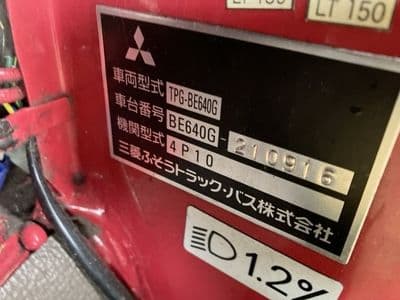 LT 150
車両型式 TPG-BE640G
車台番号 BE640G-210916
機関型式 4P10
三菱ふそうトラック・バス株式会社
1.2%